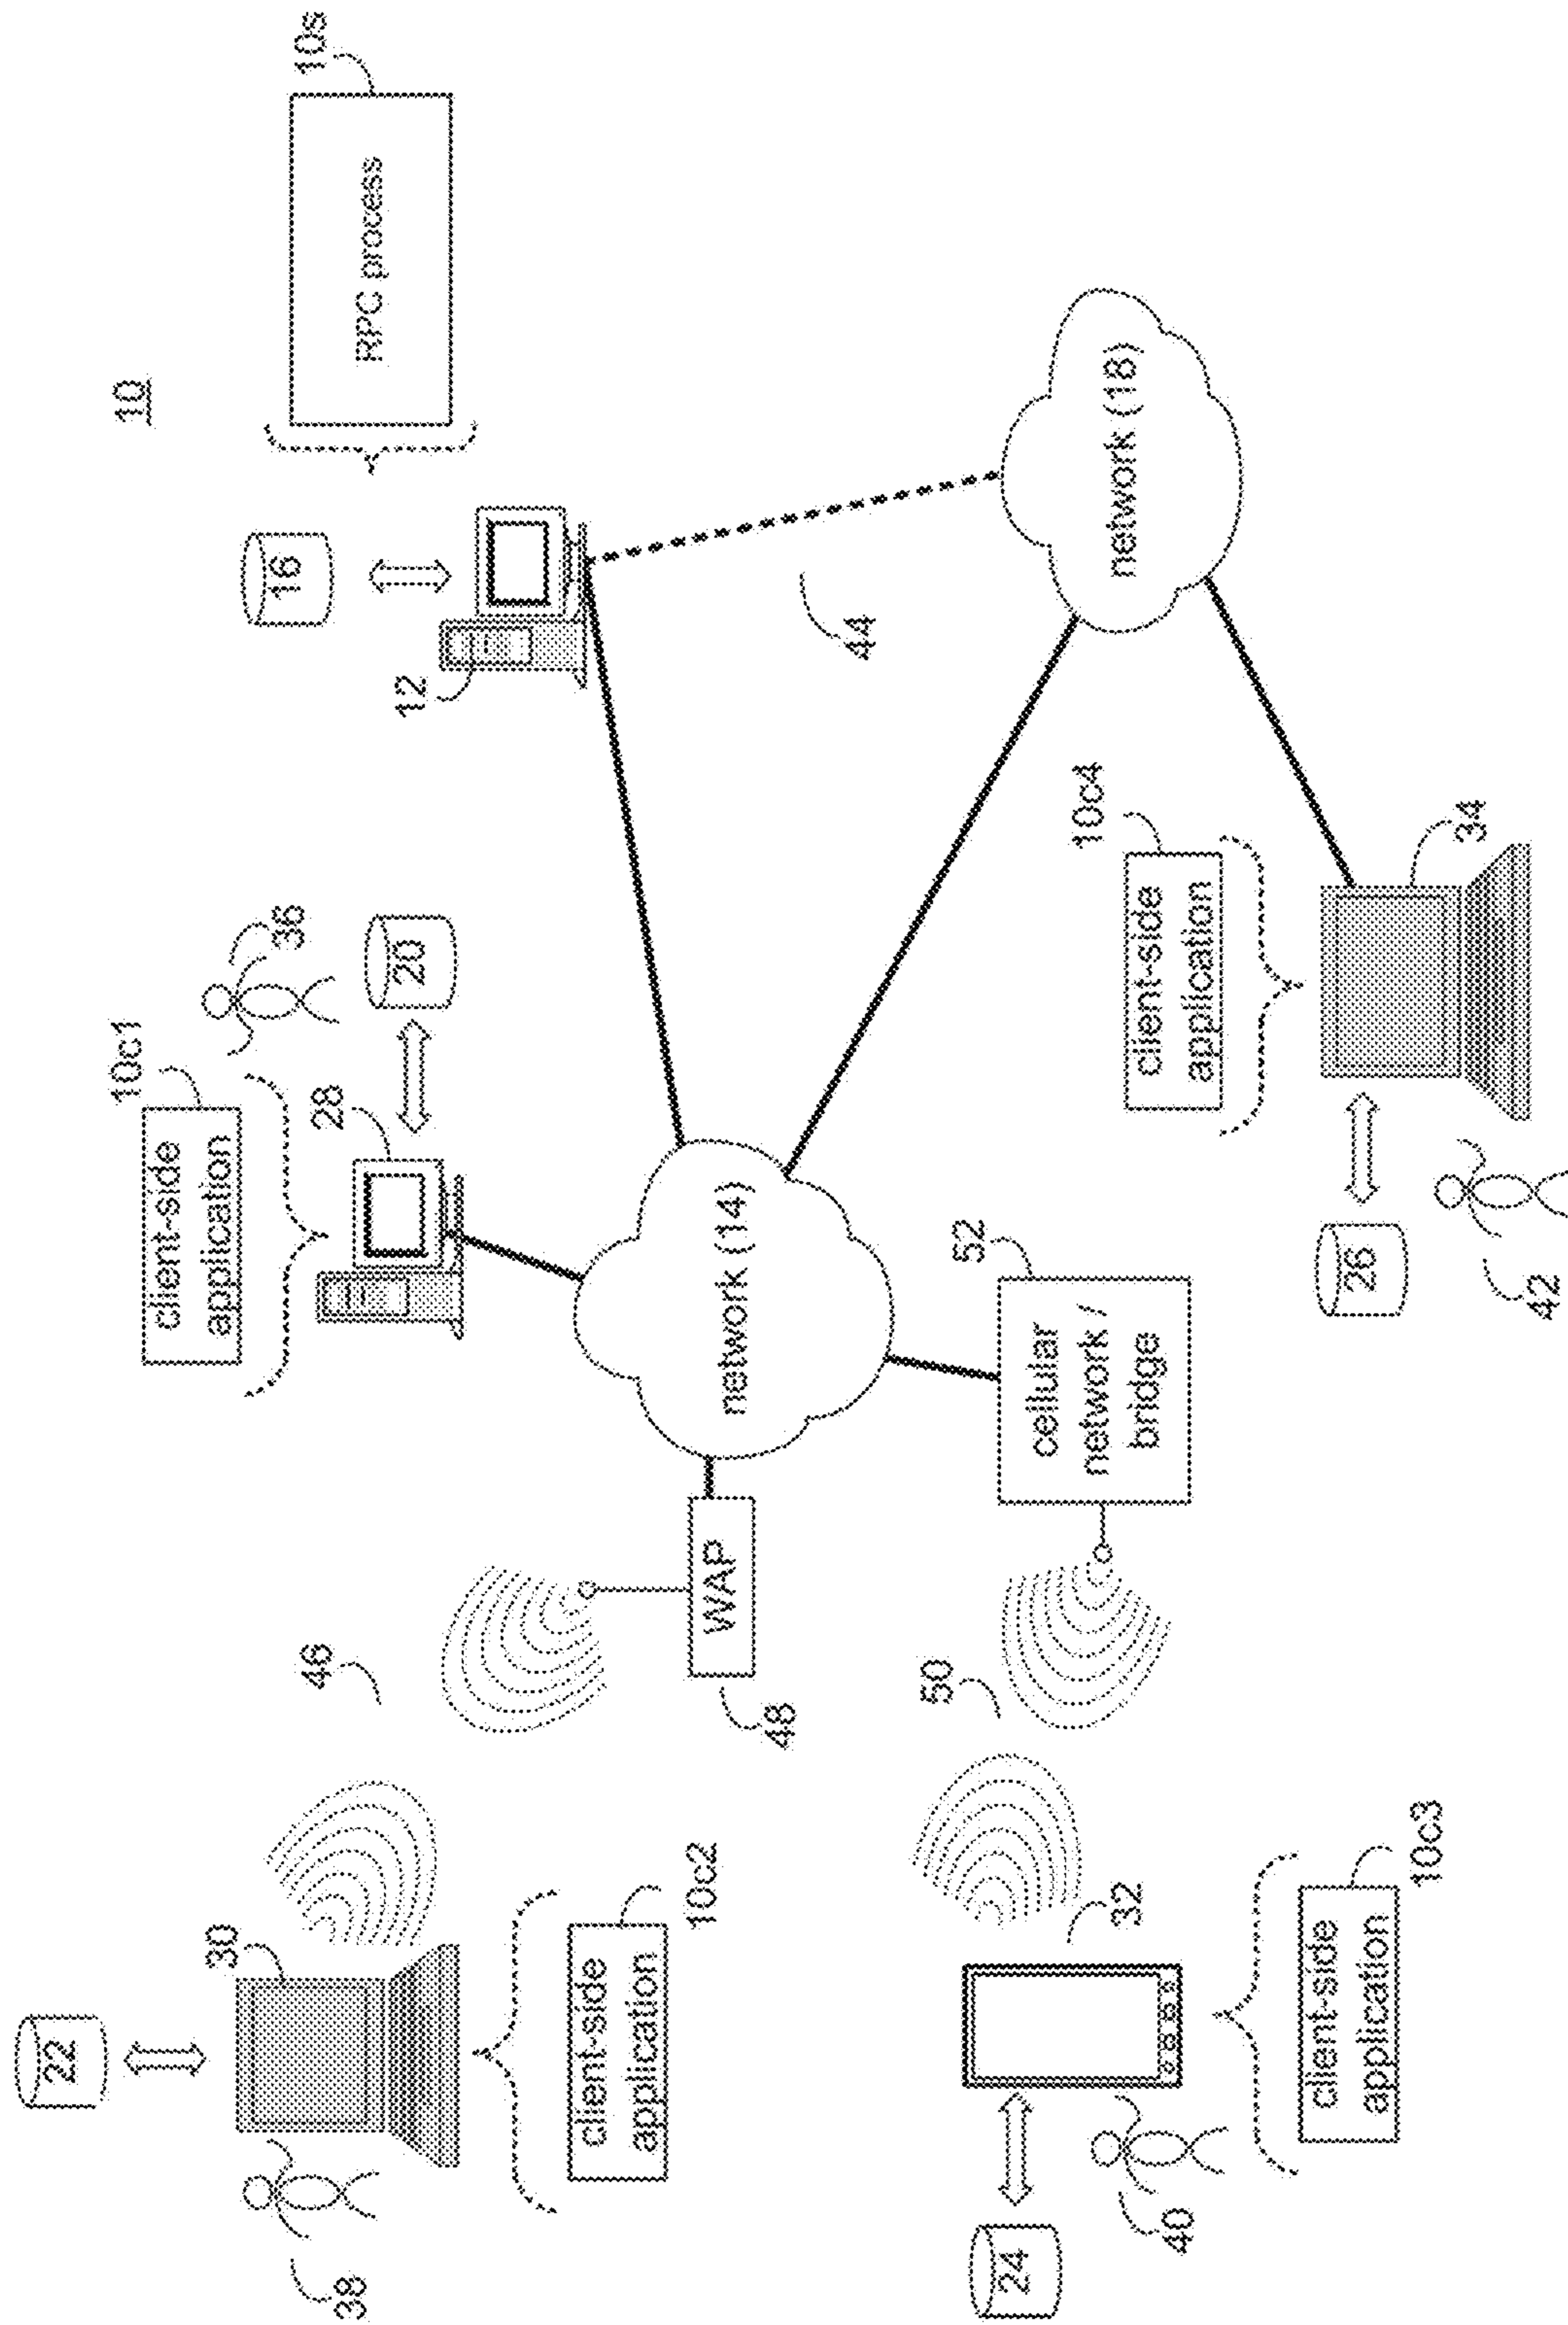 22
10
10c1
client-side
application
30
16
36
10s
46
28
38
RPC process
20
12
client-side
application
10c2
WAP
network (14)
48
44
50
52
24
cellular
network /
bridge
10c4
network (18)
32
client-side
application
40
client-side
application
10c3
26
34
42